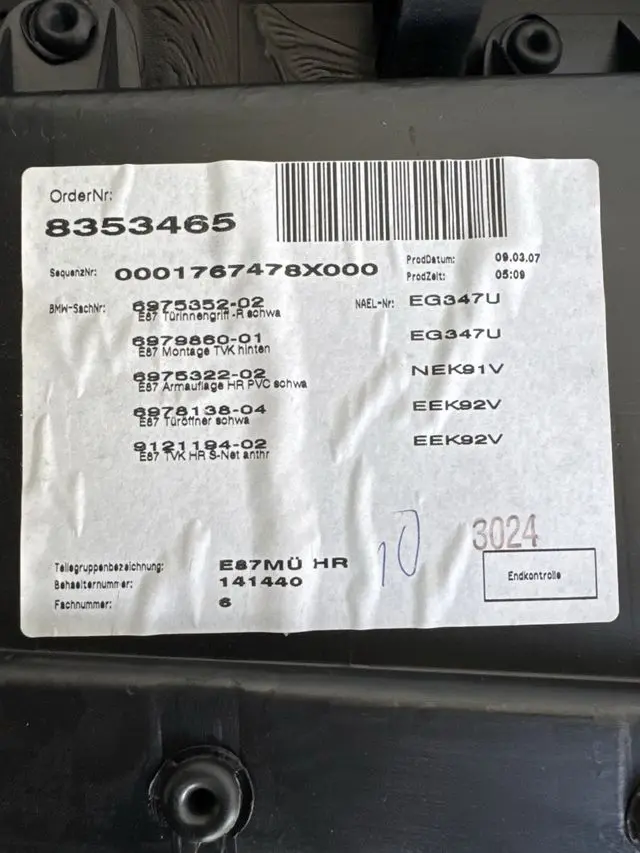 OrderNr:
8353465
SequenzNr: 0001767478X000
ProdDatum: 09.03.07
ProdZeit: 05:09
BMW-SachNr: 6975352-02 NAEL-Nr: EG347U
E87 Türinnengriff -R schwa
6979860-01 EG347U
E87 Montage TVK hinten
6975322-02 NEK91V
E87 Armauflage HR PVC schwa
6978138-04 EEK92V
E87 Türöffner schwa
9121194-02 EEK92V
E87 TVK HR S-Net anthr
10
3024
Teilegruppenbezeichnung: E87MÜ HR
Behaelternummer: 141440
Fachnummer: 6
Endkontrolle